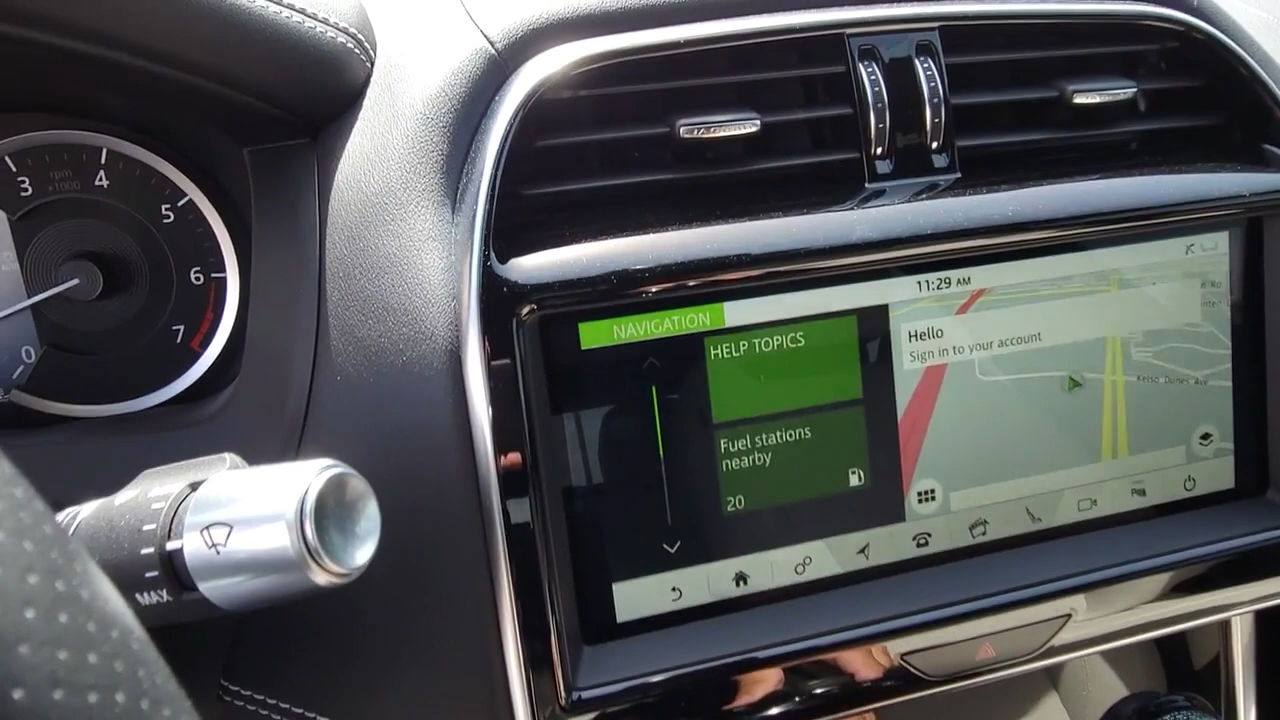 3
rpm
x1000
4
5
6
7
0
MAX
11:29 AM
NAVIGATION
HELP TOPICS
Hello
Sign in to your account
Kelso Dunes Ave
Fuel stations
nearby
20